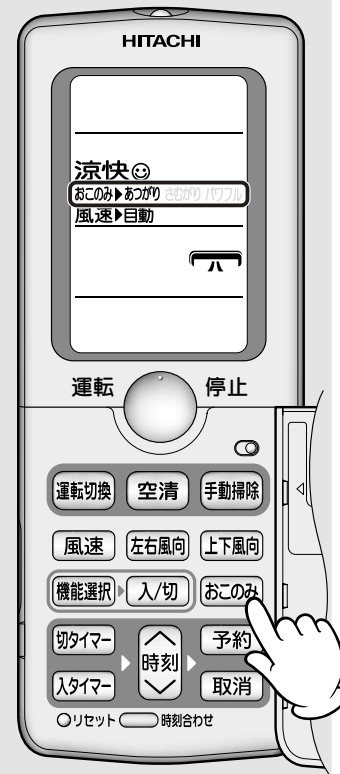 HITACHI
涼快
おこのみ▶あつがり さむがり パワフル
風速▶自動
運転 停止
運転切換 空清 手動掃除
風速 左右風向 上下風向
機能選択 入/切 おこのみ
切タイマー 時刻 予約
入タイマー 取消
リセット 時刻合わせ